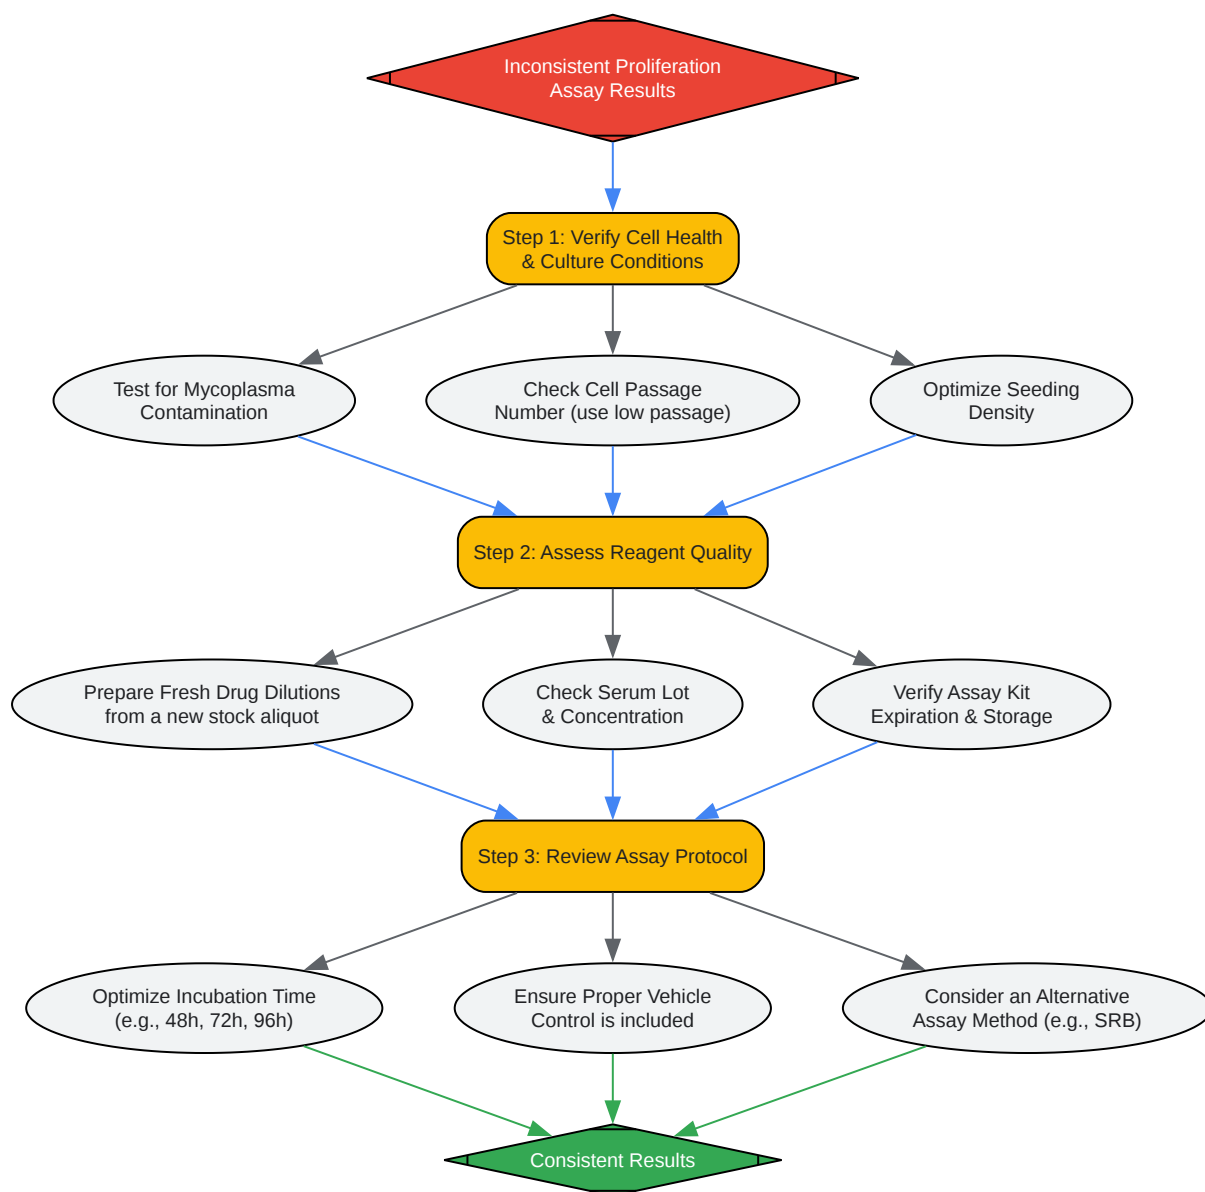 Inconsistent Proliferation
Assay Results
Step 1: Verify Cell Health
& Culture Conditions
Test for Mycoplasma
Contamination
Check Cell Passage
Number (use low passage)
Optimize Seeding
Density
Step 2: Assess Reagent Quality
Prepare Fresh Drug Dilutions
from a new stock aliquot
Check Serum Lot
& Concentration
Verify Assay Kit
Expiration & Storage
Step 3: Review Assay Protocol
Optimize Incubation Time
(e.g., 48h, 72h, 96h)
Ensure Proper Vehicle
Control is included
Consider an Alternative
Assay Method (e.g., SRB)
Consistent Results